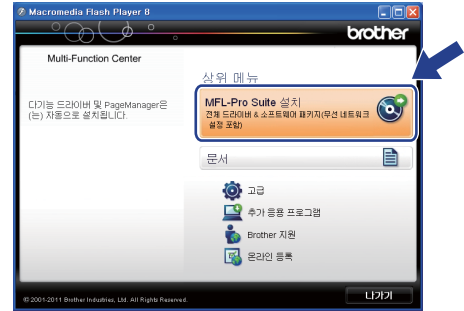 Macromedia Flash Player 8
brother
Multi-Function Center
다기능 드라이버 및 PageManager은
(는) 자동으로 설치됩니다.
상위 메뉴
MFL-Pro Suite 설치
전체 드라이버 & 소프트웨어 패키지(무선 네트워크
설정 포함)
문서
고급
추가 응용 프로그램
Brother 지원
온라인 등록
© 2001-2011 Brother Industries, Ltd. All Rights Reserved.
나가기